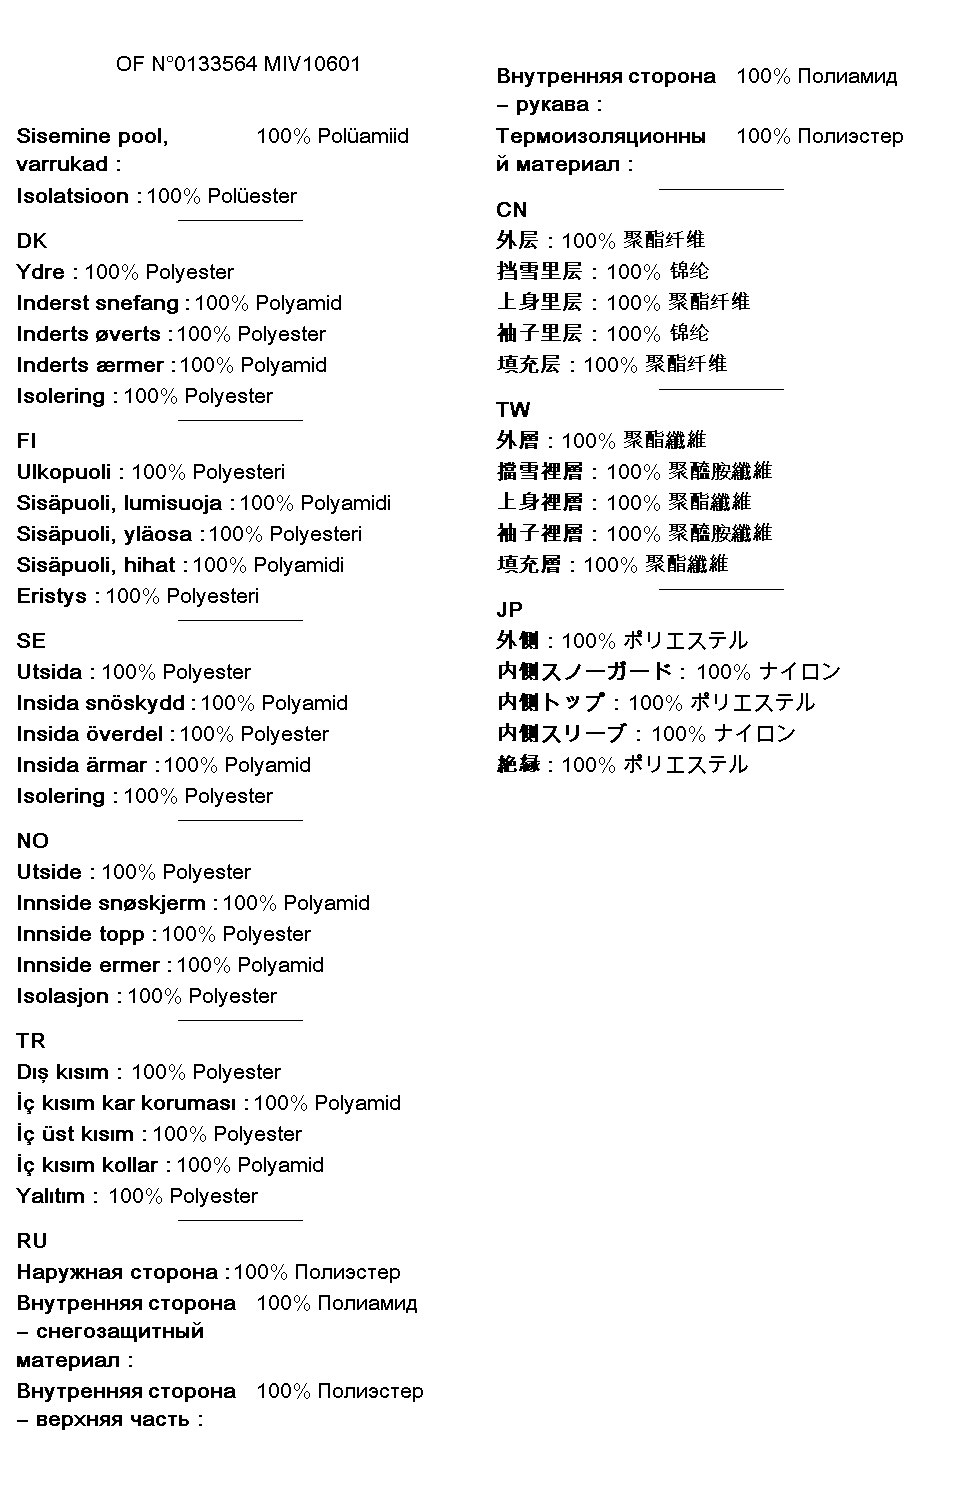 OF N°0133564 MIV10601
Sisemine pool, 100% Polüamiid
varrukad :
Isolatsioon : 100% Polüester
DK
Ydre : 100% Polyester
Inderst snefang : 100% Polyamid
Inderts øverts : 100% Polyester
Inderts ærmer : 100% Polyamid
Isolering : 100% Polyester
FI
Ulkopuoli : 100% Polyesteri
Sisäpuoli, lumisuoja : 100% Polyamidi
Sisäpuoli, yläosa : 100% Polyesteri
Sisäpuoli, hihat : 100% Polyamidi
Eristys : 100% Polyesteri
SE
Utsida : 100% Polyester
Insida snöskydd : 100% Polyamid
Insida överdel : 100% Polyester
Insida ärmar : 100% Polyamid
Isolering : 100% Polyester
NO
Utside : 100% Polyester
Innside snøskjerm : 100% Polyamid
Innside topp : 100% Polyester
Innside ermer : 100% Polyamid
Isolasjon : 100% Polyester
TR
Dış kısım : 100% Polyester
İç kısım kar koruması : 100% Polyamid
İç üst kısım : 100% Polyester
İç kısım kollar : 100% Polyamid
Yalıtım : 100% Polyester
RU
Наружная сторона : 100% Полиэстер
Внутренняя сторона 100% Полиамид
– снегозащитный
материал :
Внутренняя сторона 100% Полиэстер
– верхняя часть :
Внутренняя сторона 100% Полиамид
– рукава :
Термоизоляционны 100% Полиэстер
й материал :
CN
外层 : 100% 聚酯纤维
挡雪里层 : 100% 锦纶
上身里层 : 100% 聚酯纤维
袖子里层 : 100% 锦纶
填充层 : 100% 聚酯纤维
TW
外層 : 100% 聚酯纖維
擋雪裡層 : 100% 聚醯胺纖維
上身裡層 : 100% 聚酯纖維
袖子裡層 : 100% 聚醯胺纖維
填充層 : 100% 聚酯纖維
JP
外側 : 100% ポリエステル
内側スノーガード : 100% ナイロン
内側トップ : 100% ポリエステル
内側スリーブ : 100% ナイロン
絶縁 : 100% ポリエステル